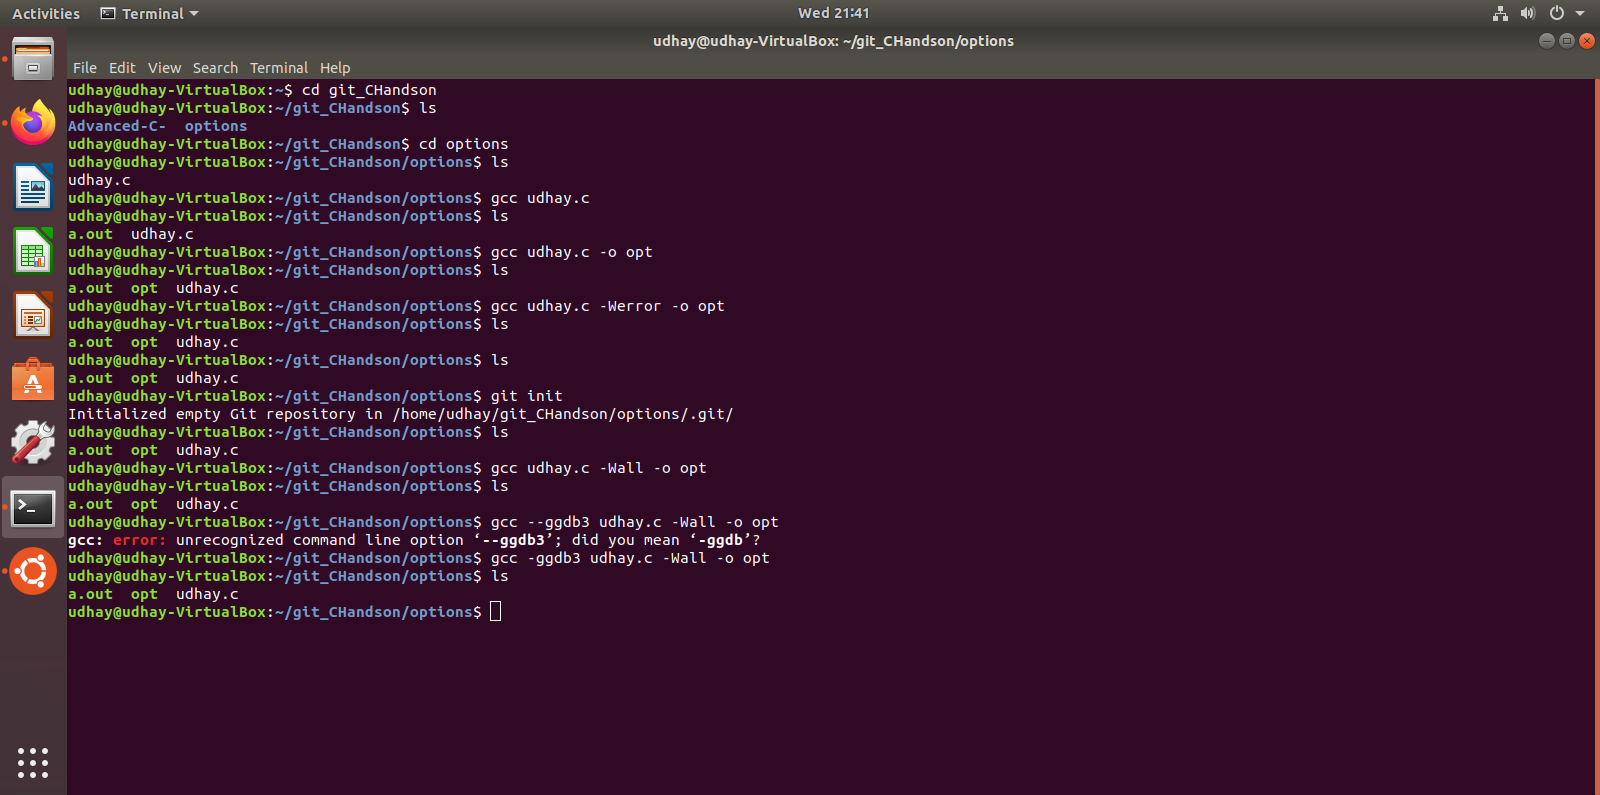 Activities Terminal Wed 21:41
udhay@udhay-VirtualBox: ~/git_CHandson/options
File Edit View Search Terminal Help
udhay@udhay-VirtualBox:~$ cd git_CHandson
udhay@udhay-VirtualBox:~/git_CHandson$ ls
Advanced-C-  options
udhay@udhay-VirtualBox:~/git_CHandson$ cd options
udhay@udhay-VirtualBox:~/git_CHandson/options$ ls
udhay.c
udhay@udhay-VirtualBox:~/git_CHandson/options$ gcc udhay.c
udhay@udhay-VirtualBox:~/git_CHandson/options$ ls
a.out  udhay.c
udhay@udhay-VirtualBox:~/git_CHandson/options$ gcc udhay.c -o opt
udhay@udhay-VirtualBox:~/git_CHandson/options$ ls
a.out  opt  udhay.c
udhay@udhay-VirtualBox:~/git_CHandson/options$ gcc udhay.c -Werror -o opt
udhay@udhay-VirtualBox:~/git_CHandson/options$ ls
a.out  opt  udhay.c
udhay@udhay-VirtualBox:~/git_CHandson/options$ ls
a.out  opt  udhay.c
udhay@udhay-VirtualBox:~/git_CHandson/options$ git init
Initialized empty Git repository in /home/udhay/git_CHandson/options/.git/
udhay@udhay-VirtualBox:~/git_CHandson/options$ ls
a.out  opt  udhay.c
udhay@udhay-VirtualBox:~/git_CHandson/options$ gcc udhay.c -Wall -o opt
udhay@udhay-VirtualBox:~/git_CHandson/options$ ls
a.out  opt  udhay.c
udhay@udhay-VirtualBox:~/git_CHandson/options$ gcc --ggdb3 udhay.c -Wall -o opt
gcc: error: unrecognized command line option ‘--ggdb3’; did you mean ‘-ggdb’?
udhay@udhay-VirtualBox:~/git_CHandson/options$ gcc -ggdb3 udhay.c -Wall -o opt
udhay@udhay-VirtualBox:~/git_CHandson/options$ ls
a.out  opt  udhay.c
udhay@udhay-VirtualBox:~/git_CHandson/options$